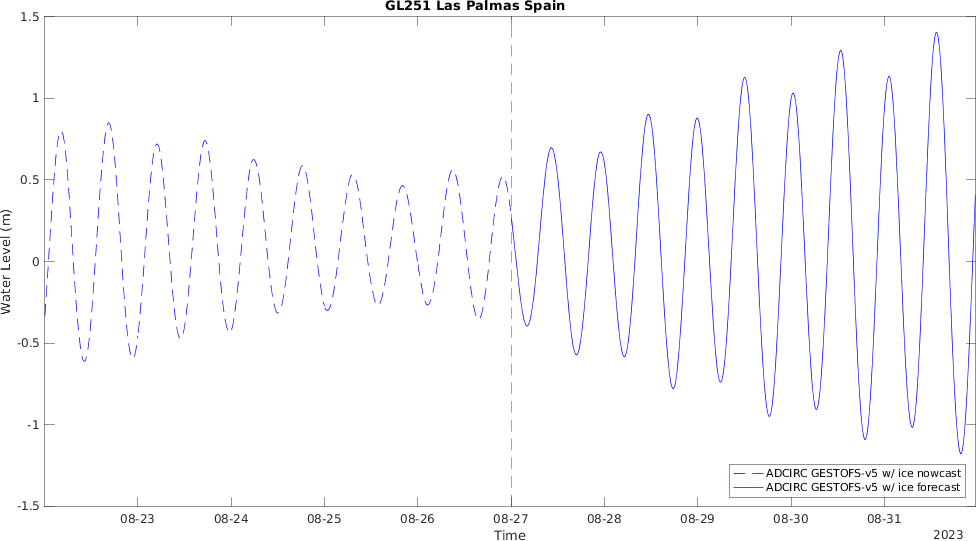 GL251 Las Palmas Spain
1.5
1
0.5
0
-0.5
-1
-1.5
Water Level (m)
ADCIRC GESTOFS-v5 w/ ice nowcast
ADCIRC GESTOFS-v5 w/ ice forecast
08-23 08-24 08-25 08-26 08-27 08-28 08-29 08-30 08-31
Time
2023